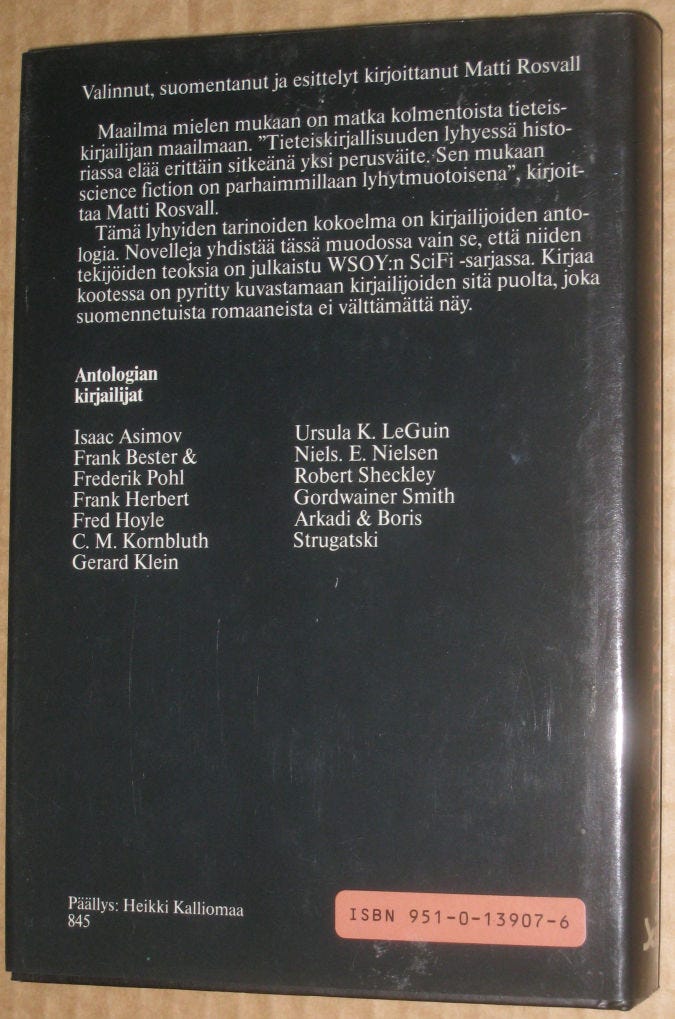 Valinnut, suomentanut ja esittelyt kirjoittanut Matti Rosvall
Maailma mielen mukaan on matka kolmentoista tieteis-
kirjailijan maailmaan. ”Tieteiskirjallisuuden lyhyessä histo-
riassa elää erittäin sitkeänä yksi perusväite. Sen mukaan
science fiction on parhaimmillaan lyhytmuotoisena”, kirjoit-
taa Matti Rosvall.
Tämä lyhyiden tarinoiden kokoelma on kirjailijoiden anto-
logia. Novelleja yhdistää tässä muodossa vain se, että niiden
tekijöiden teoksia on julkaistu WSOY:n SciFi -sarjassa. Kirjaa
kootessa on pyritty kuvastamaan kirjailijoiden sitä puolta, joka
suomennetuista romaaneista ei välttämättä näy.
Antologian
kirjailijat
Isaac Asimov
Frank Bester &
Frederik Pohl
Frank Herbert
Fred Hoyle
C. M. Kornbluth
Gerard Klein
Ursula K. LeGuin
Niels. E. Nielsen
Robert Sheckley
Gordwainer Smith
Arkadi & Boris
Strugatski
Päällys: Heikki Kalliomaa
845
ISBN 951-0-13907-6